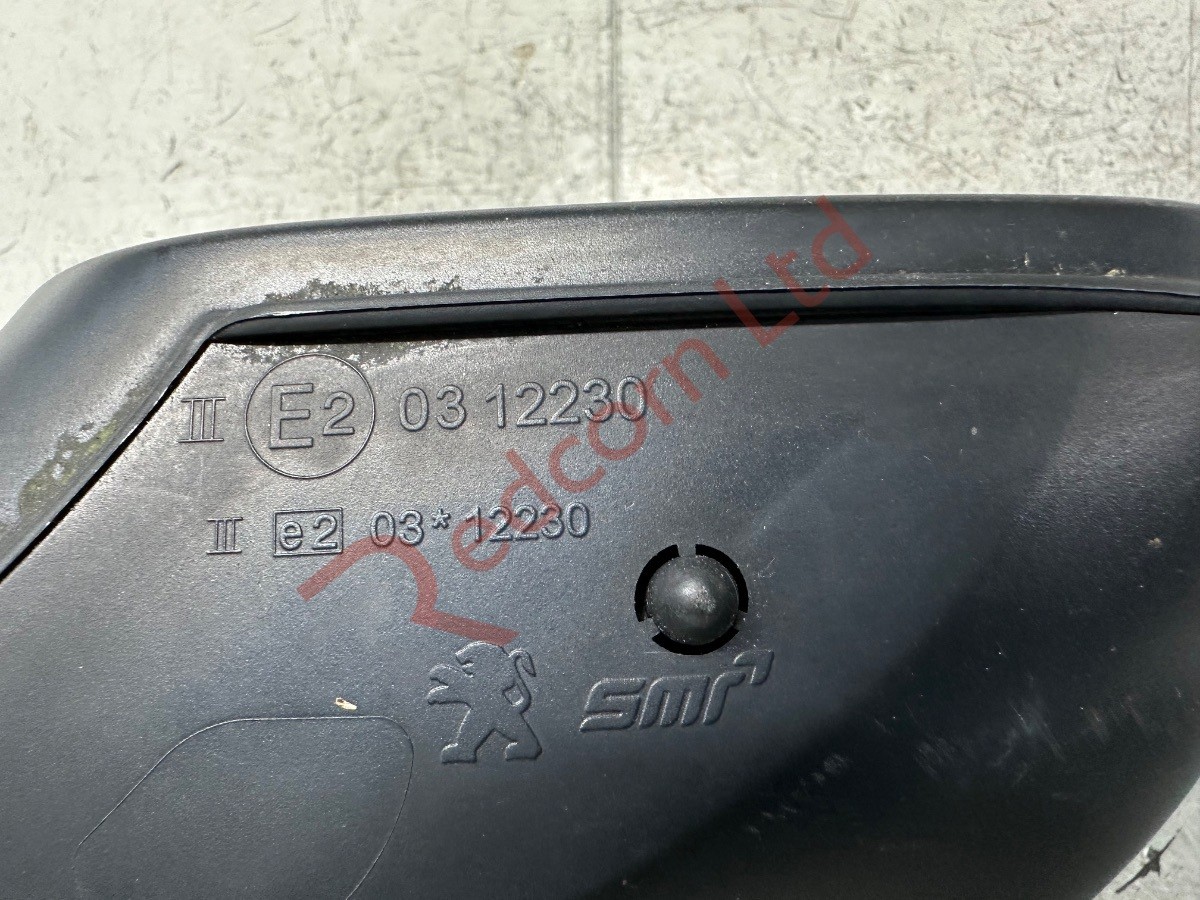 III E2 03 12230
II e2 03*12230
smr
Redcorn Ltd